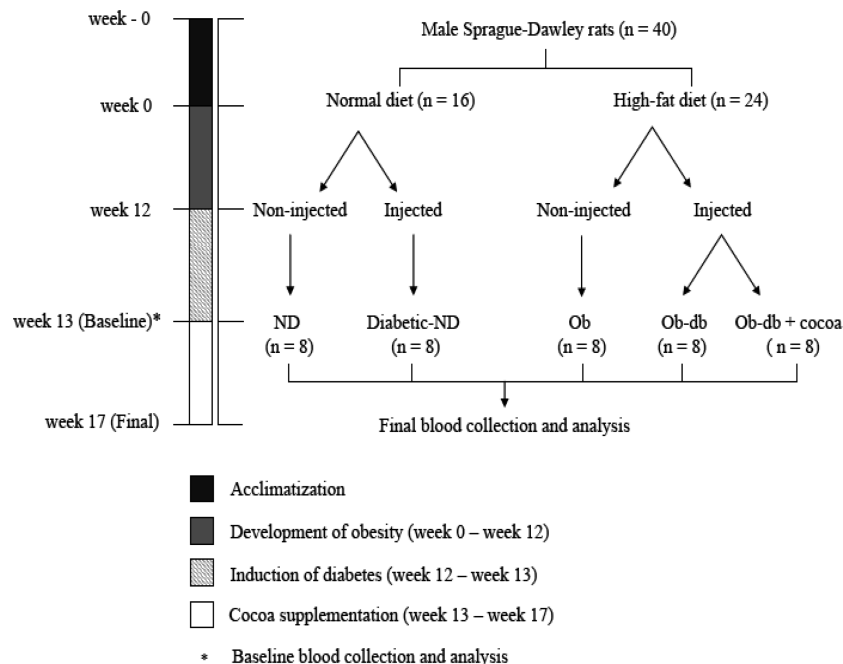 week - 0
Male Sprague-Dawley rats (n = 40)
week 0
Normal diet (n = 16)
High-fat diet (n = 24)
week 12
Non-injected
Injected
Non-injected
Injected
week 13 (Baseline)*
ND
(n = 8)
Diabetic-ND
(n = 8)
Ob
(n = 8)
Ob-db
(n = 8)
Ob-db + cocoa
( n = 8)
week 17 (Final)
Final blood collection and analysis
Acclimatization
Development of obesity (week 0 – week 12)
Induction of diabetes (week 12 – week 13)
Cocoa supplementation (week 13 – week 17)
* Baseline blood collection and analysis